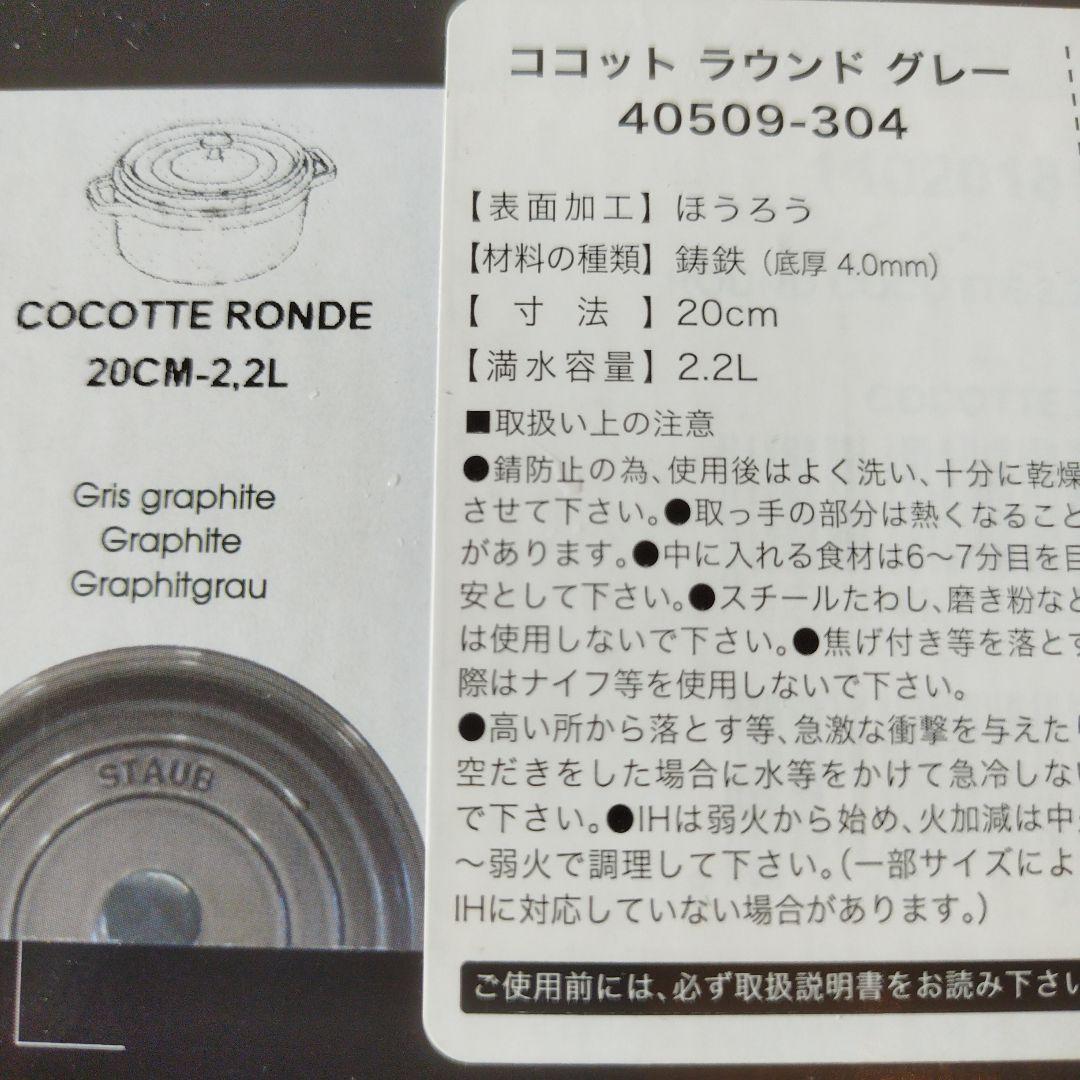 COCOTTE RONDE
20CM-2,2L
Gris graphite
Graphite
Graphitgrau
STAUB
ココット ラウンド グレー
40509-304
【表面加工】ほうろう
【材料の種類】鋳鉄（底厚 4.0mm）
【寸法】20cm
【満水容量】2.2L
■取扱い上の注意
●錆防止の為、使用後はよく洗い、十分に乾燥
させて下さい。●取っ手の部分は熱くなること
があります。●中に入れる食材は6〜7分目を目
安として下さい。●スチールたわし、磨き粉など
は使用しないで下さい。●焦げ付き等を落とす
際はナイフ等を使用しないで下さい。
●高い所から落とす等、急激な衝撃を与えたり
空だきをした場合に水等をかけて急冷しない
で下さい。●IHは弱火から始め、火加減は中火
〜弱火で調理して下さい。（一部サイズによ
IHに対応していない場合があります。）
ご使用前には、必ず取扱説明書をお読み下さい